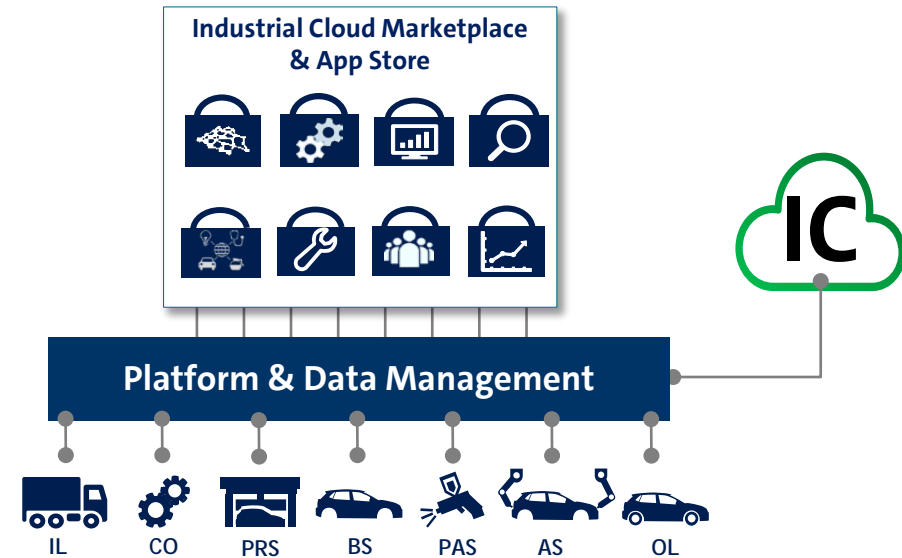 Industrial Cloud Marketplace
& App Store
IC
Platform & Data Management
IL CO PRS BS PAS AS OL